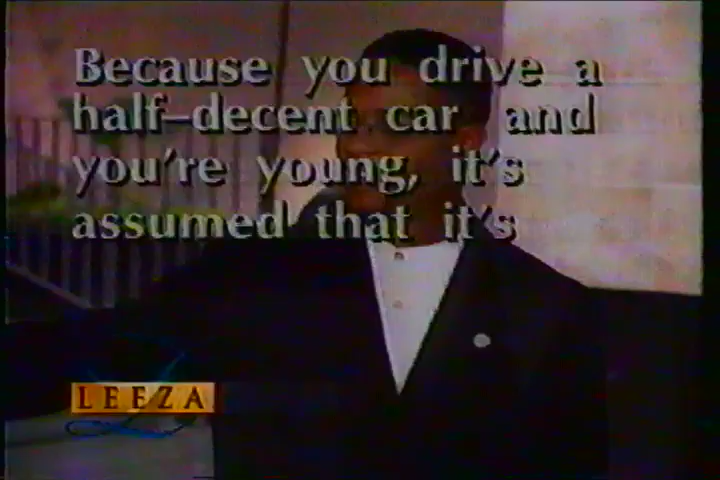 Because you drive a
half-decent car and
you're young, it's
assumed that it's
LEEZA